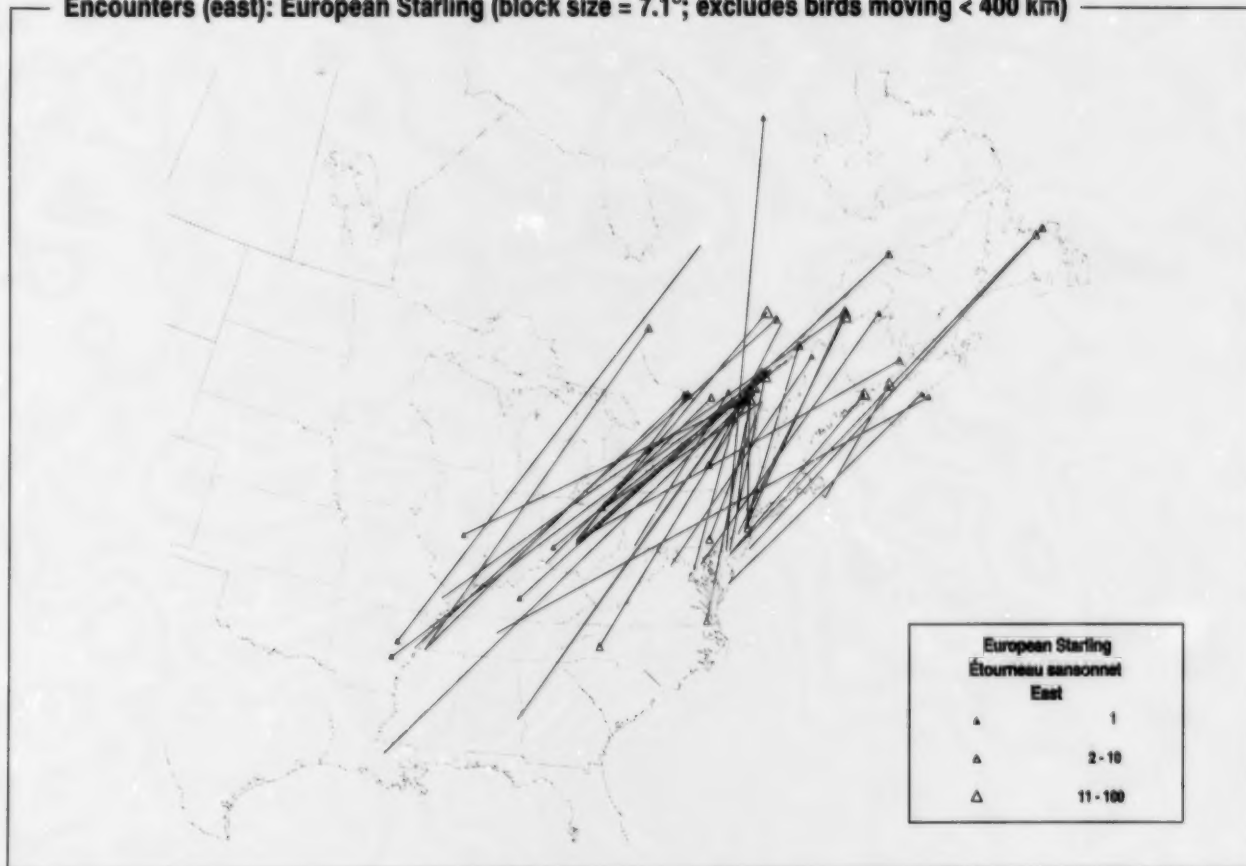 Encounters (east): European Starling (block size = 7.1°; excludes birds moving < 400 km)
European Starling
Étourneau sansonnet
East
1
2 - 10
11 - 100